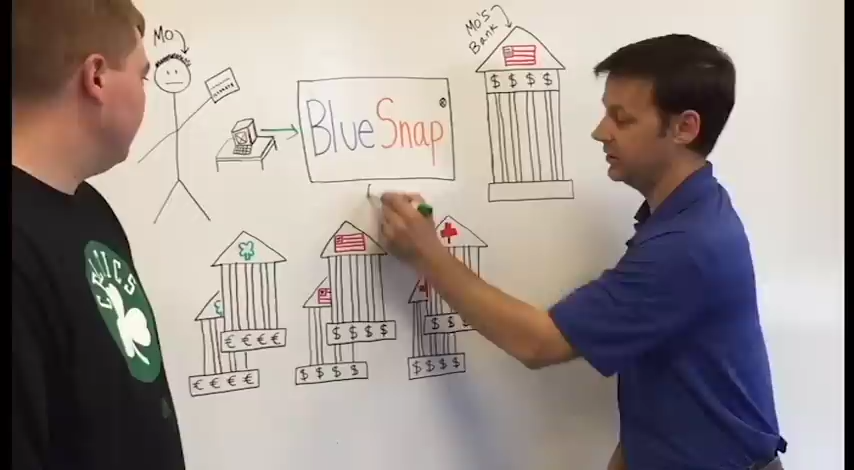 MO
MO'S
Bank
$ $ $ $
BlueSnap
€ € € €
$ $ $ $
$ $ $
€ € € €
$ $ $ $
$ $ $ $
CELTICS